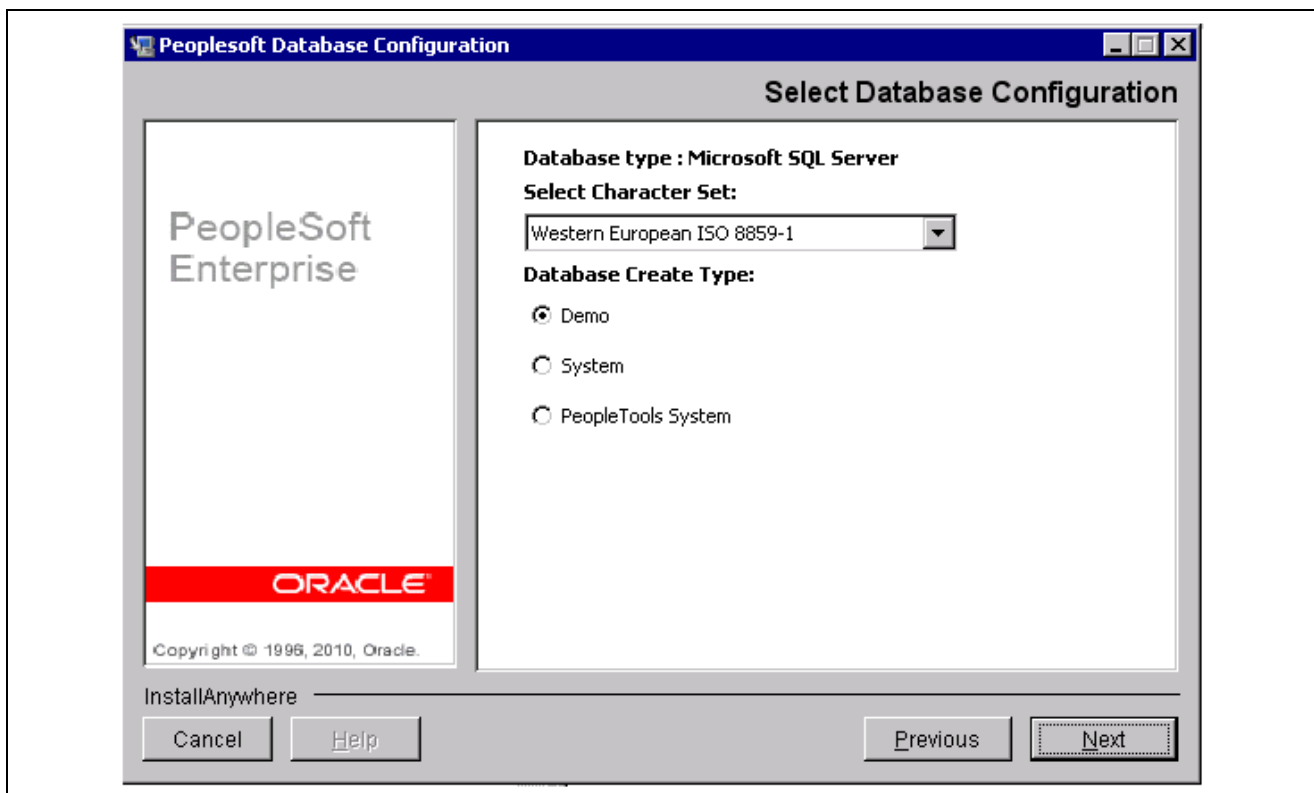 Peoplesoft Database Configuration
Select Database Configuration
PeopleSoft
Enterprise
ORACLE
Copyright © 1996, 2010, Oracle.
Database type : Microsoft SQL Server
Select Character Set:
Western European ISO 8859-1
Database Create Type:
Demo
System
PeopleTools System
InstallAnywhere
Cancel
Help
Previous
Next